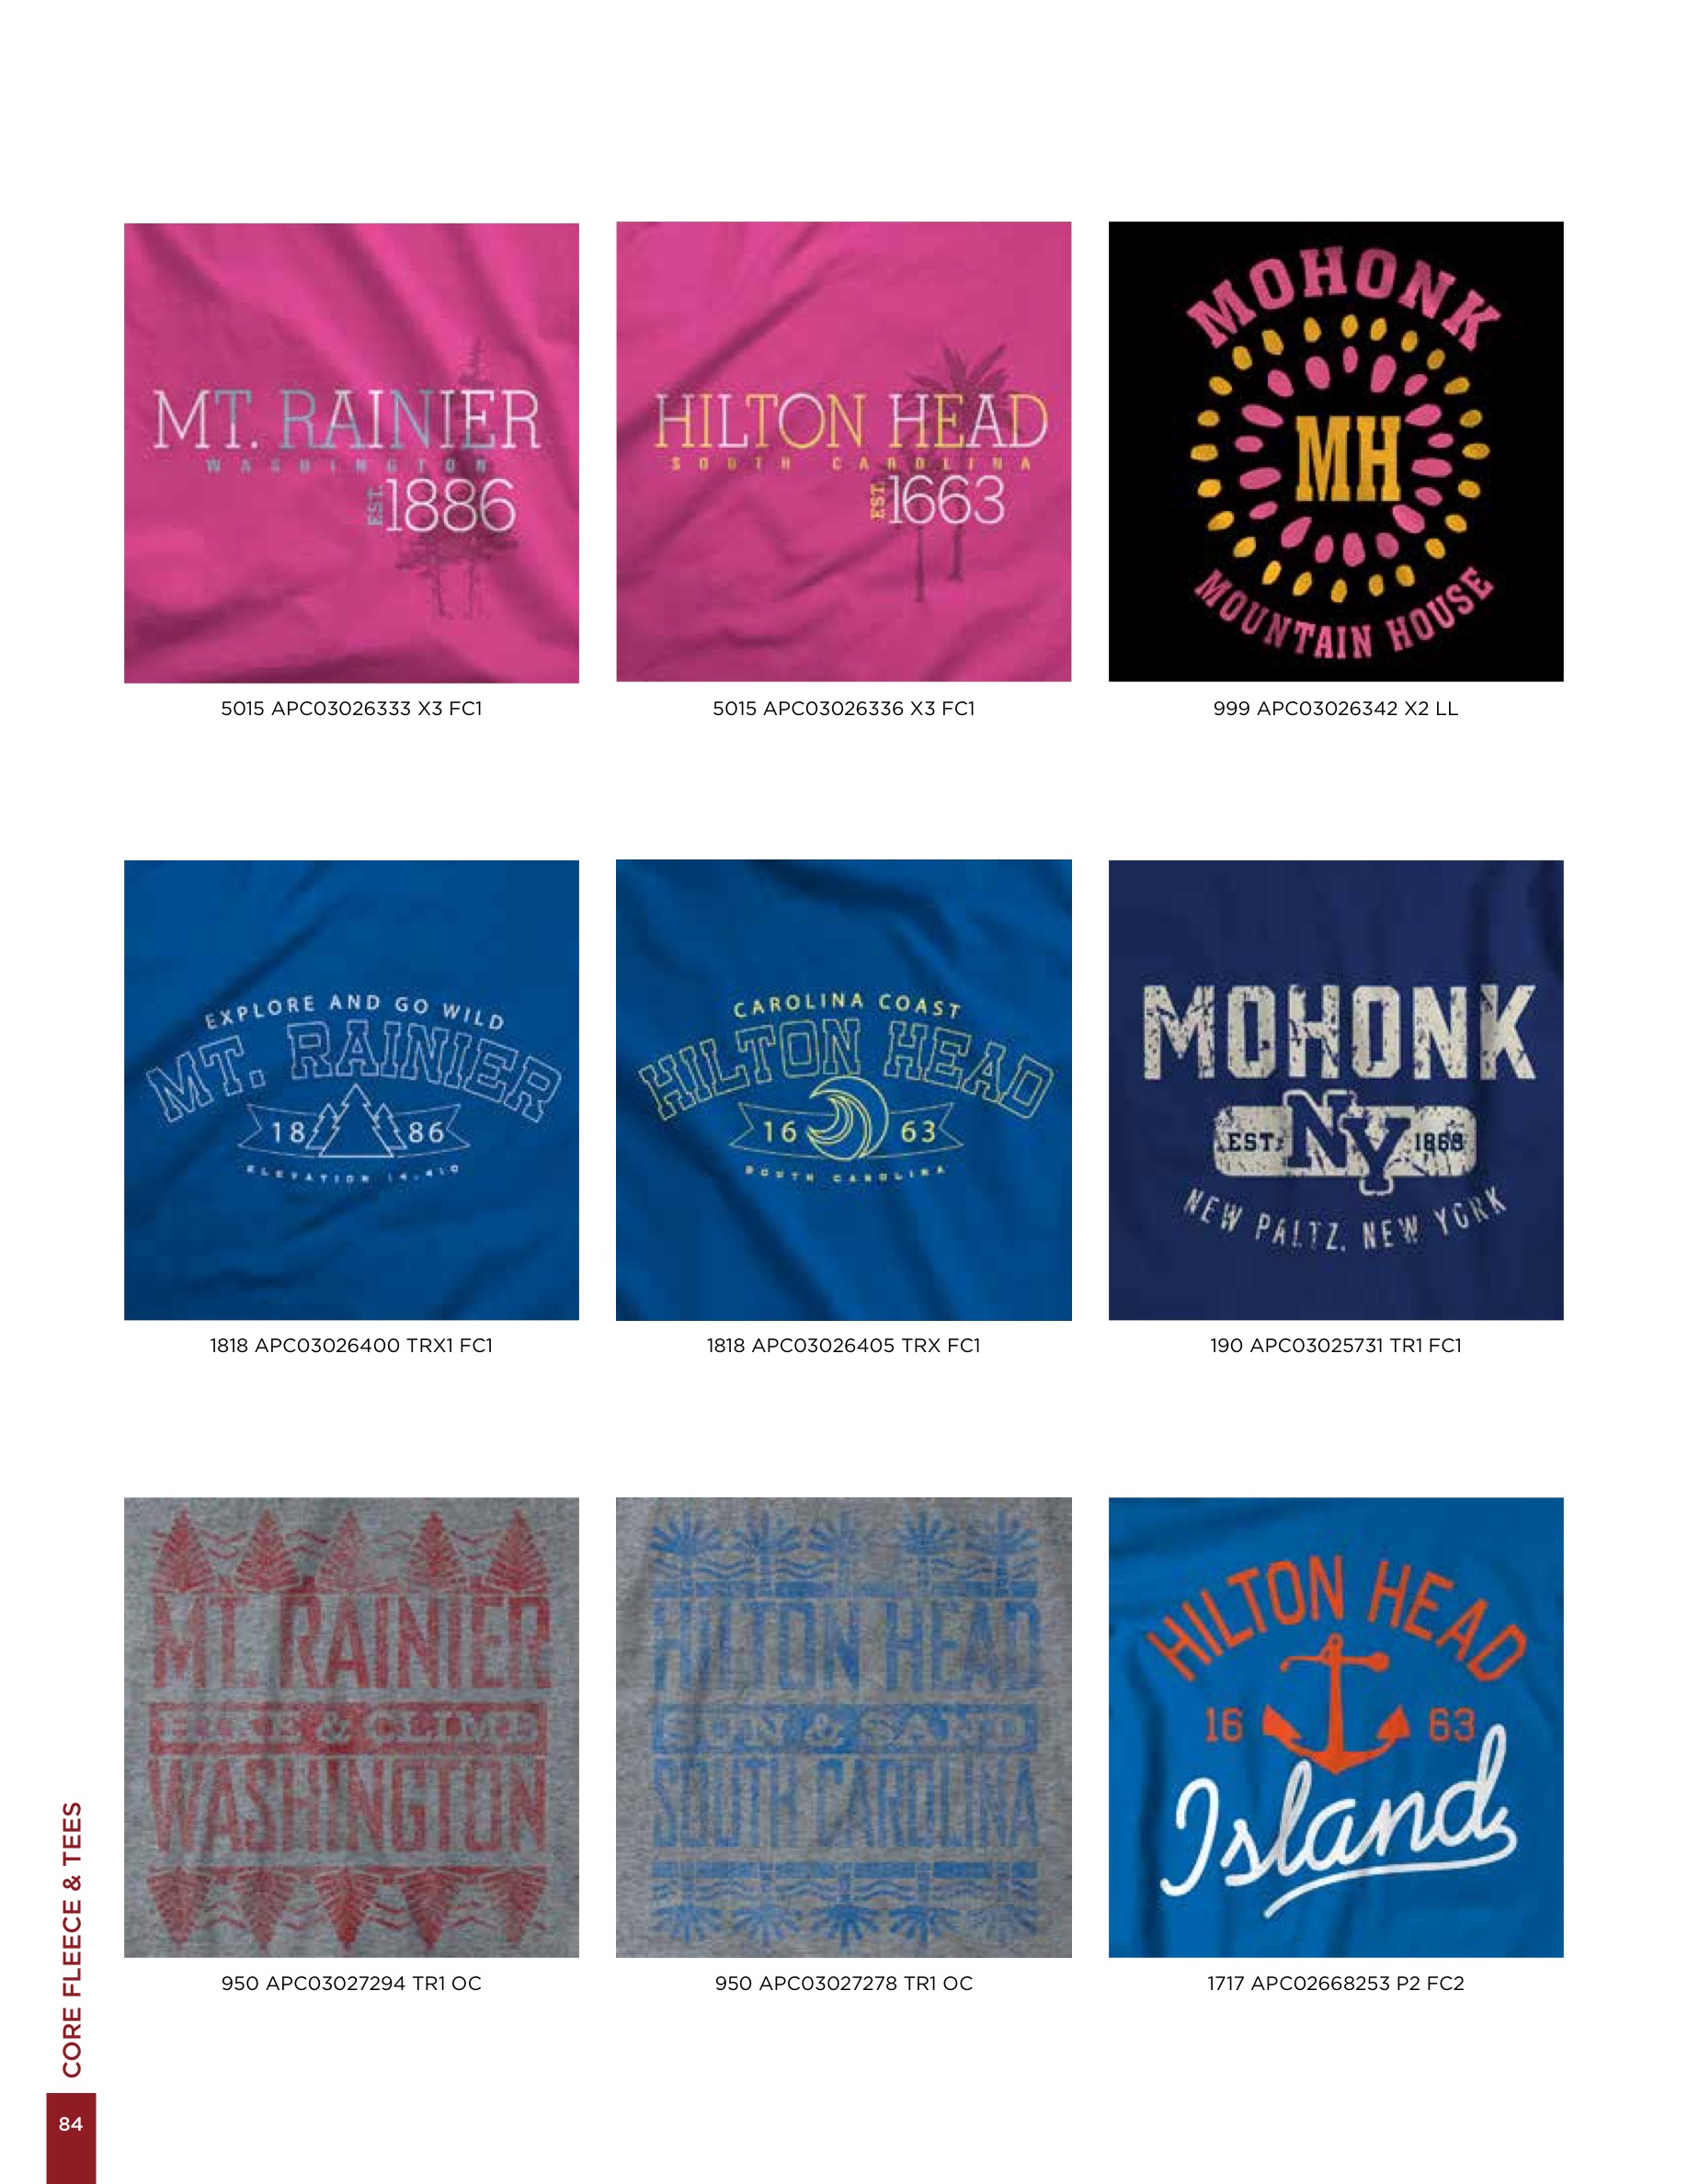 MT. RAINIER
WASHINGTON
EST. 1886
5015 APC03026333 X3 FC1
HILTON HEAD
SOUTH CAROLINA
EST. 1663
5015 APC03026336 X3 FC1
MOHONK
MH
MOUNTAIN HOUSE
999 APC03026342 X2 LL
EXPLORE AND GO WILD
MT. RAINIER
18 86
ELEVATION 14,410
1818 APC03026400 TRX1 FC1
CAROLINA COAST
HILTON HEAD
16 63
SOUTH CAROLINA
1818 APC03026405 TRX FC1
MOHONK
EST. NY 1869
NEW PALTZ, NEW YORK
190 APC03025731 TR1 FC1
MT. RAINIER
HIKE & CLIMB
WASHINGTON
950 APC03027294 TR1 OC
HILTON HEAD
SUN & SAND
SOUTH CAROLINA
950 APC03027278 TR1 OC
HILTON HEAD
16 63
Island
1717 APC02668253 P2 FC2
CORE FLEECE & TEES
84